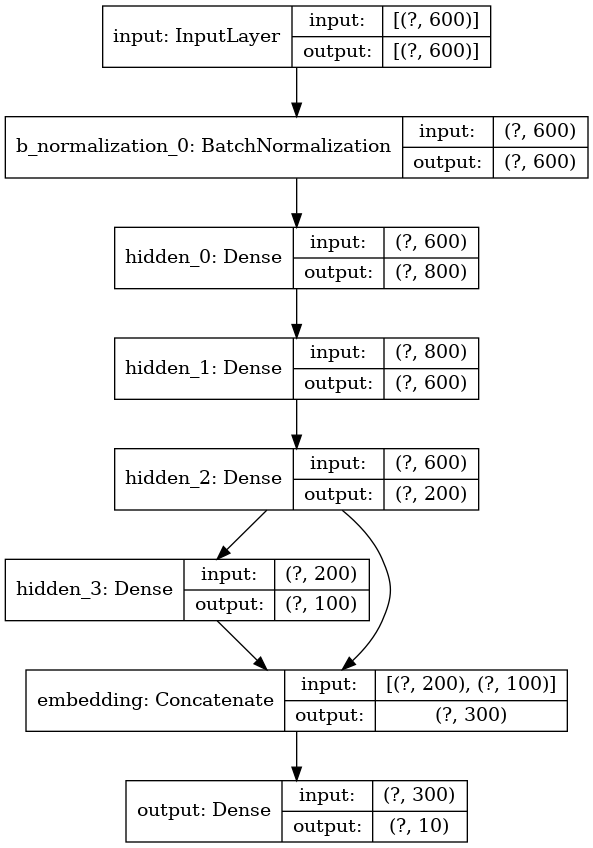 input: InputLayer
input:
[(?, 600)]
output:
[(?, 600)]
b_normalization_0: BatchNormalization
input:
(?, 600)
output:
(?, 600)
hidden_0: Dense
input:
(?, 600)
output:
(?, 800)
hidden_1: Dense
input:
(?, 800)
output:
(?, 600)
hidden_2: Dense
input:
(?, 600)
output:
(?, 200)
hidden_3: Dense
input:
(?, 200)
output:
(?, 100)
embedding: Concatenate
input:
[(?, 200), (?, 100)]
output:
(?, 300)
output: Dense
input:
(?, 300)
output:
(?, 10)